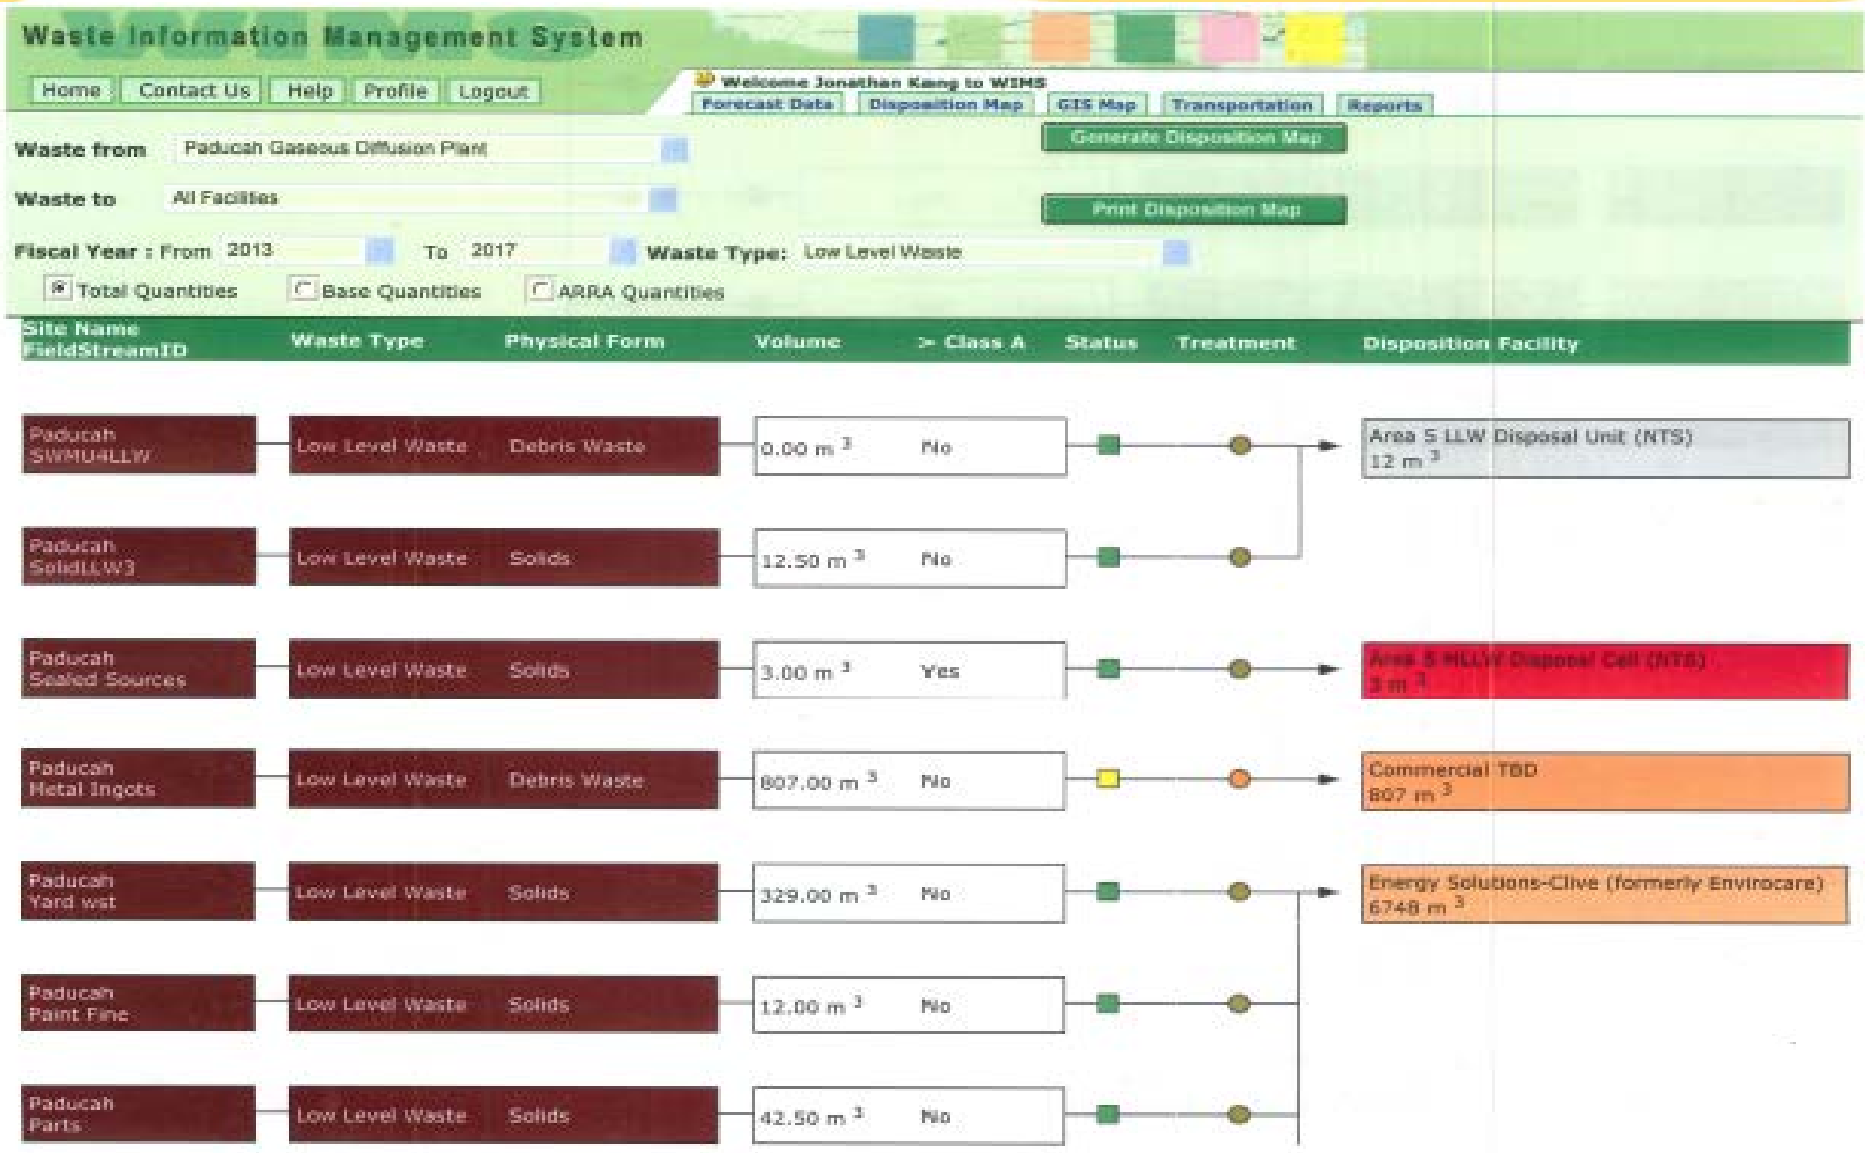 Waste Information Management System
Home Contact Us Help Profile Logout
Welcome Jonathan Kang to WIMS
Forecast Data Disposition Map GIS Map Transportation Reports
Waste from Paducah Gaseous Diffusion Plant
Generate Disposition Map
Waste to All Facilities
Print Disposition Map
Fiscal Year : From 2013 To 2017 Waste Type: Low Level Waste
Total Quantities Base Quantities ARRA Quantities
Site Name
FieldStreamID Waste Type Physical Form Volume > Class A Status Treatment Disposition Facility
Paducah
SWMU4LLW Low Level Waste Debris Waste 0.00 m 3 No
Area 5 LLW Disposal Unit (NTS)
12 m 3
Paducah
SolidLLW3 Low Level Waste Solids 12.50 m 3 No
Paducah
Sealed Sources Low Level Waste Solids 3.00 m 3 Yes
Area 5 MLLW Disposal Cell (NTS)
3 m 3
Paducah
Metal Ingots Low Level Waste Debris Waste 807.00 m 3 No
Commercial TBD
807 m 3
Paducah
Yard wst Low Level Waste Solids 329.00 m 3 No
Energy Solutions-Clive (formerly Envirocare)
6748 m 3
Paducah
Paint Fine Low Level Waste Solids 12.00 m 3 No
Paducah
Parts Low Level Waste Solids 42.50 m 3 No